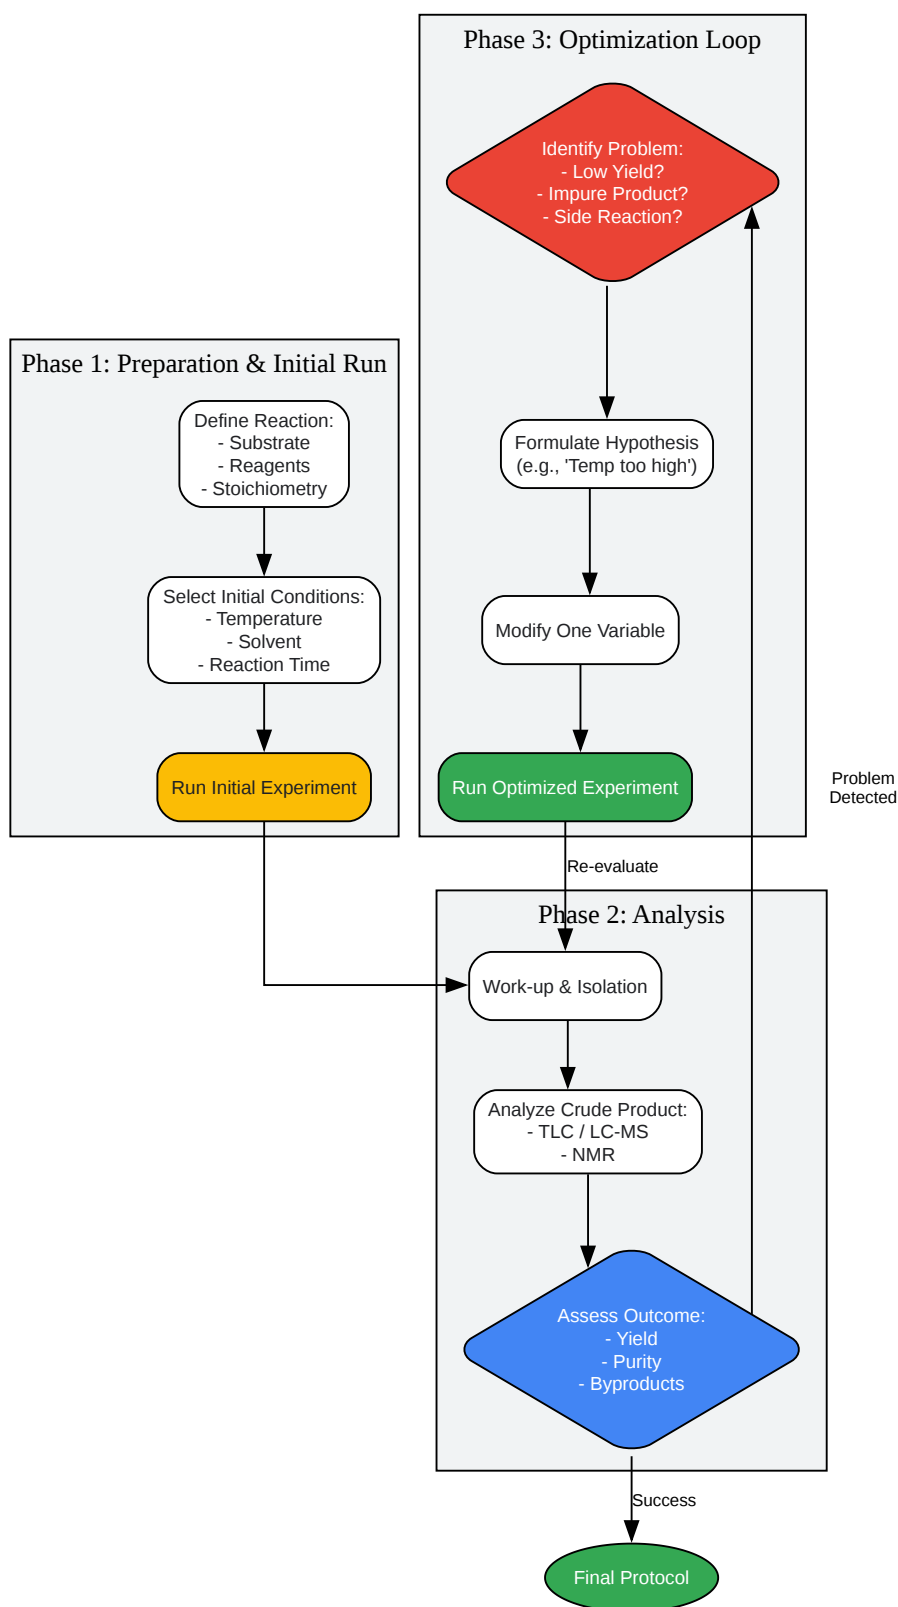 Phase 3: Optimization Loop
Identify Problem:
- Low Yield?
- Impure Product?
- Side Reaction?
Phase 1: Preparation & Initial Run
Define Reaction:
- Substrate
- Reagents
- Stoichiometry
Formulate Hypothesis
(e.g., 'Temp too high')
Select Initial Conditions:
- Temperature
- Solvent
- Reaction Time
Modify One Variable
Run Initial Experiment
Run Optimized Experiment
Problem
Detected
Re-evaluate
Phase 2: Analysis
Work-up & Isolation
Analyze Crude Product:
- TLC / LC-MS
- NMR
Assess Outcome:
- Yield
- Purity
- Byproducts
Success
Final Protocol